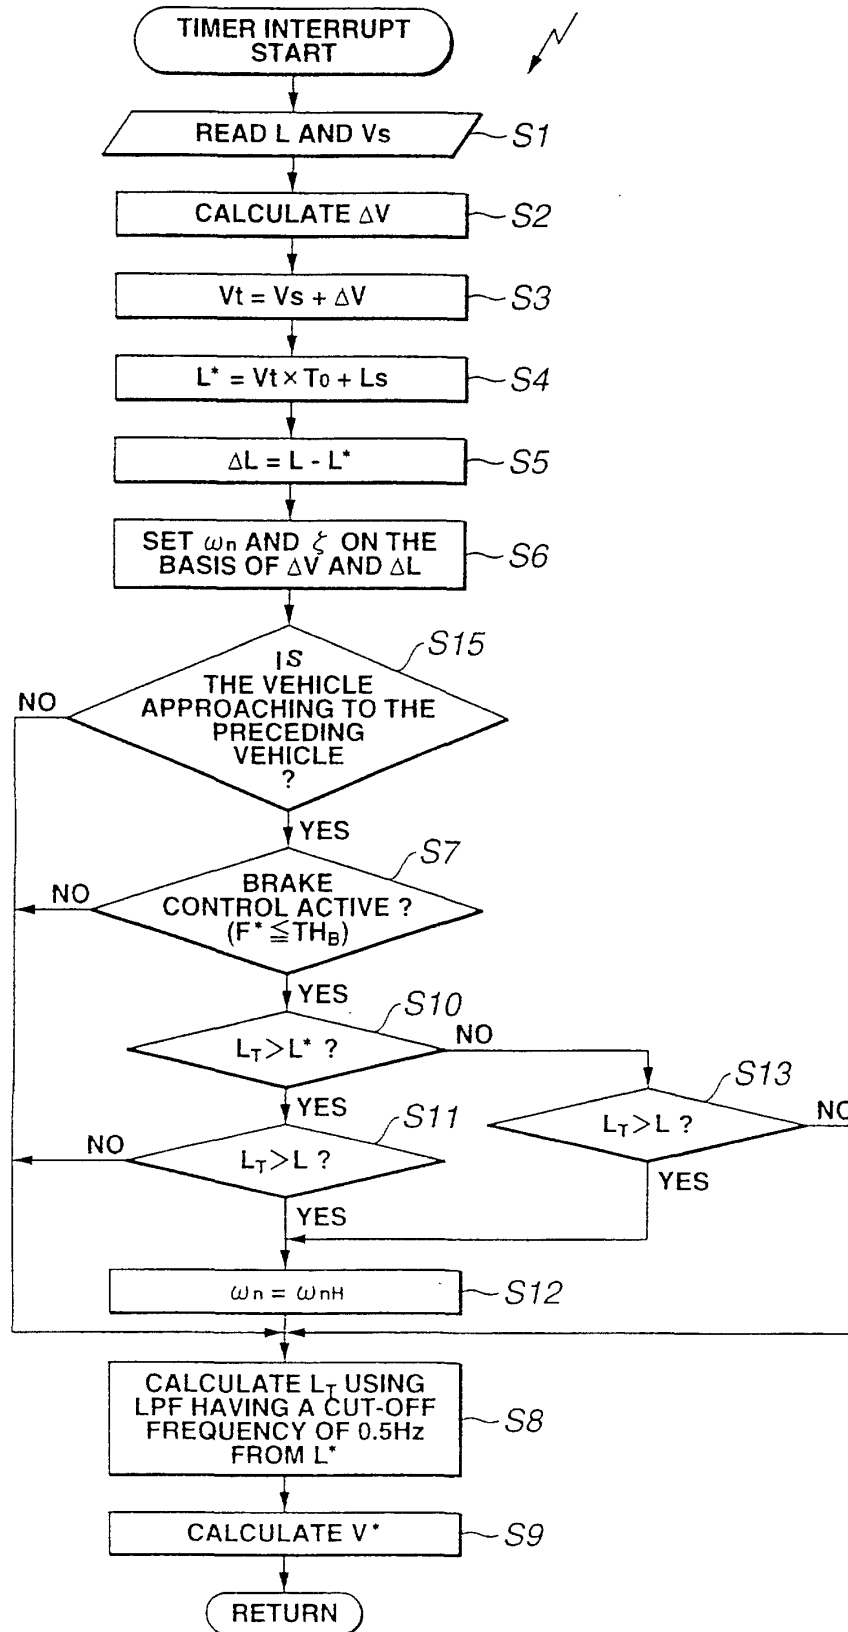 TIMER INTERRUPT
START
READ L AND Vs
S1
CALCULATE ΔV
S2
Vt = Vs + ΔV
S3
L* = Vt × T0 + Ls
S4
ΔL = L - L*
S5
SET ωn AND ζ ON THE
BASIS OF ΔV AND ΔL
S6
S15
IS
THE VEHICLE
APPROACHING TO THE
PRECEDING
VEHICLE
?
NO
YES
S7
BRAKE
CONTROL ACTIVE ?
(F* ≦ THB)
NO
YES
S10
LT > L* ?
NO
YES
S13
LT > L ?
NO
YES
S11
LT > L ?
NO
YES
ωn = ωnH
S12
CALCULATE LT USING
LPF HAVING A CUT-OFF
FREQUENCY OF 0.5Hz
FROM L*
S8
CALCULATE V*
S9
RETURN